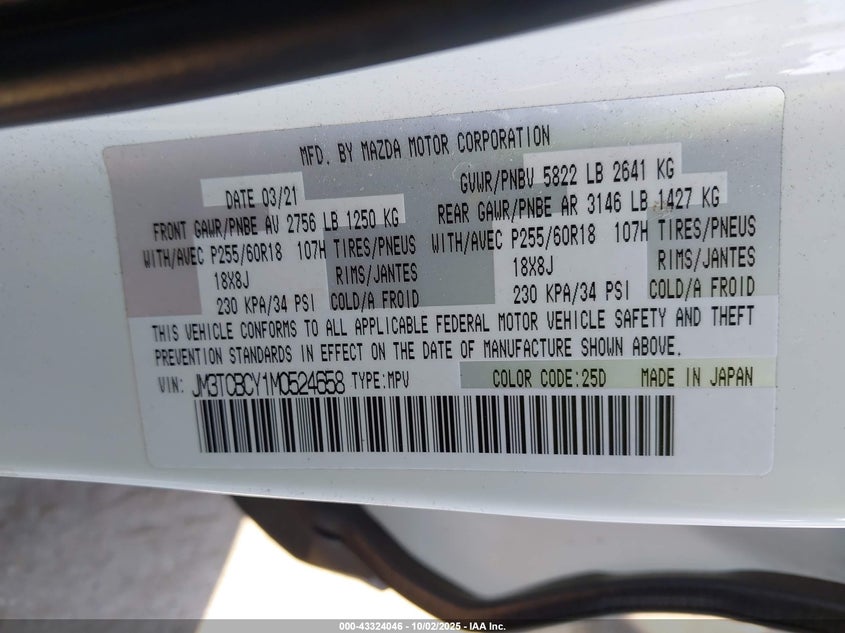 MFD. BY MAZDA MOTOR CORPORATION
DATE 03/21
GVWR/PNBV 5822 LB 2641 KG
FRONT GAWR/PNBE AV 2756 LB 1250 KG
REAR GAWR/PNBE AR 3146 LB 1427 KG
WITH/AVEC P255/60R18 107H TIRES/PNEUS
WITH/AVEC P255/60R18 107H TIRES/PNEUS
18X8J RIMS/JANTES
18X8J RIMS/JANTES
230 KPA/34 PSI COLD/A FROID
230 KPA/34 PSI COLD/A FROID
THIS VEHICLE CONFORMS TO ALL APPLICABLE FEDERAL MOTOR VEHICLE SAFETY AND THEFT
PREVENTION STANDARDS IN EFFECT ON THE DATE OF MANUFACTURE SHOWN ABOVE.
VIN: JM3TCBCY1M0524658 TYPE:MPV COLOR CODE:25D MADE IN JAPAN
000-43324046 - 10/02/2025 - IAA Inc.